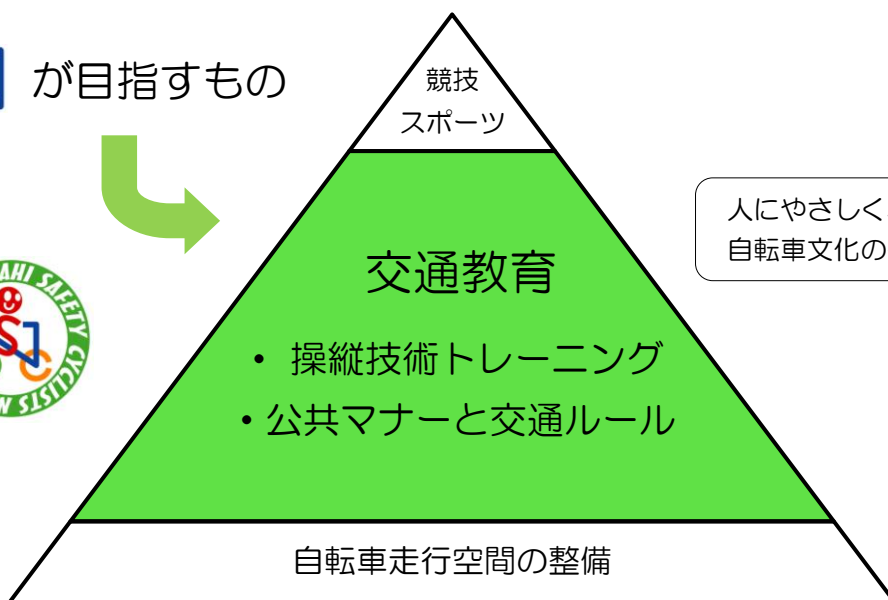 が目指すもの
競技
スポーツ
人にやさしく
自転車文化の
交通教育
• 操縦技術トレーニング
• 公共マナーと交通ルール
SAFETY CYCLISTS
自転車走行空間の整備